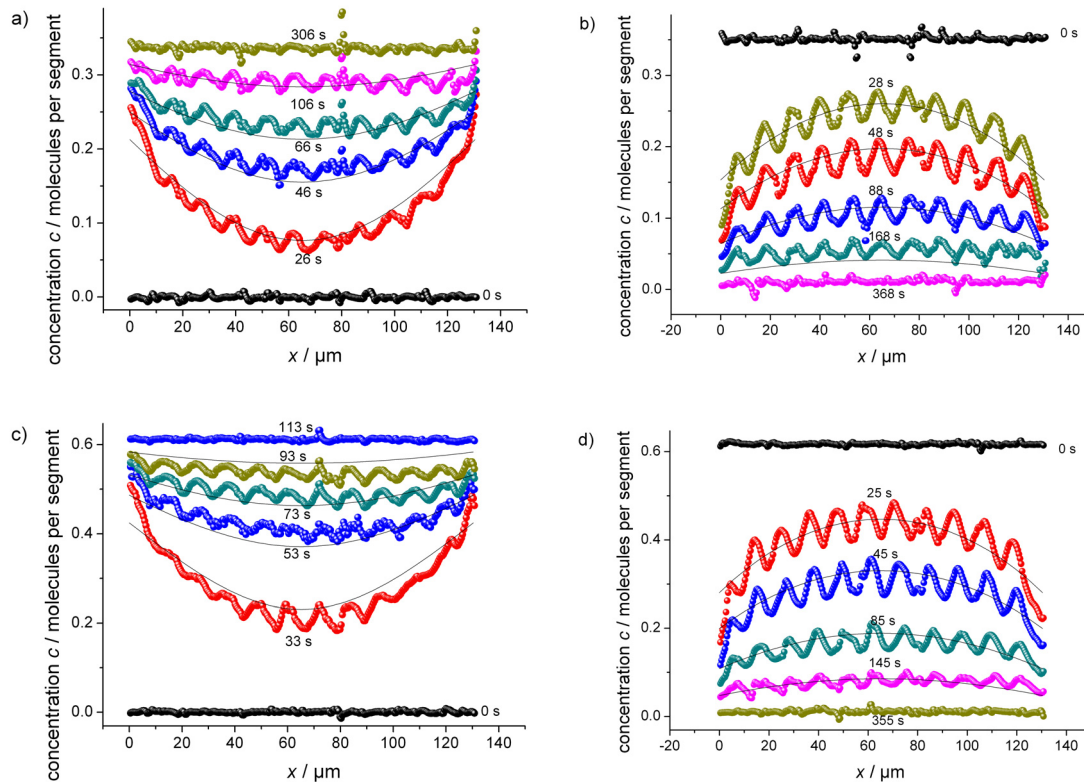 a)
concentration c / molecules per segment
0.3
0.2
0.1
0.0
306 s
106 s
66 s
46 s
26 s
0 s
0 20 40 60 80 100 120 140
x / µm
b)
concentration c / molecules per segment
0.3
0.2
0.1
0.0
0 s
28 s
48 s
88 s
168 s
368 s
-20 0 20 40 60 80 100 120 140
x / µm
c)
concentration c / molecules per segment
0.6
0.4
0.2
0.0
113 s
93 s
73 s
53 s
33 s
0 s
0 20 40 60 80 100 120 140
x / µm
d)
concentration c / molecules per segment
0.6
0.4
0.2
0.0
0 s
25 s
45 s
85 s
145 s
355 s
-20 0 20 40 60 80 100 120 140
x / µm